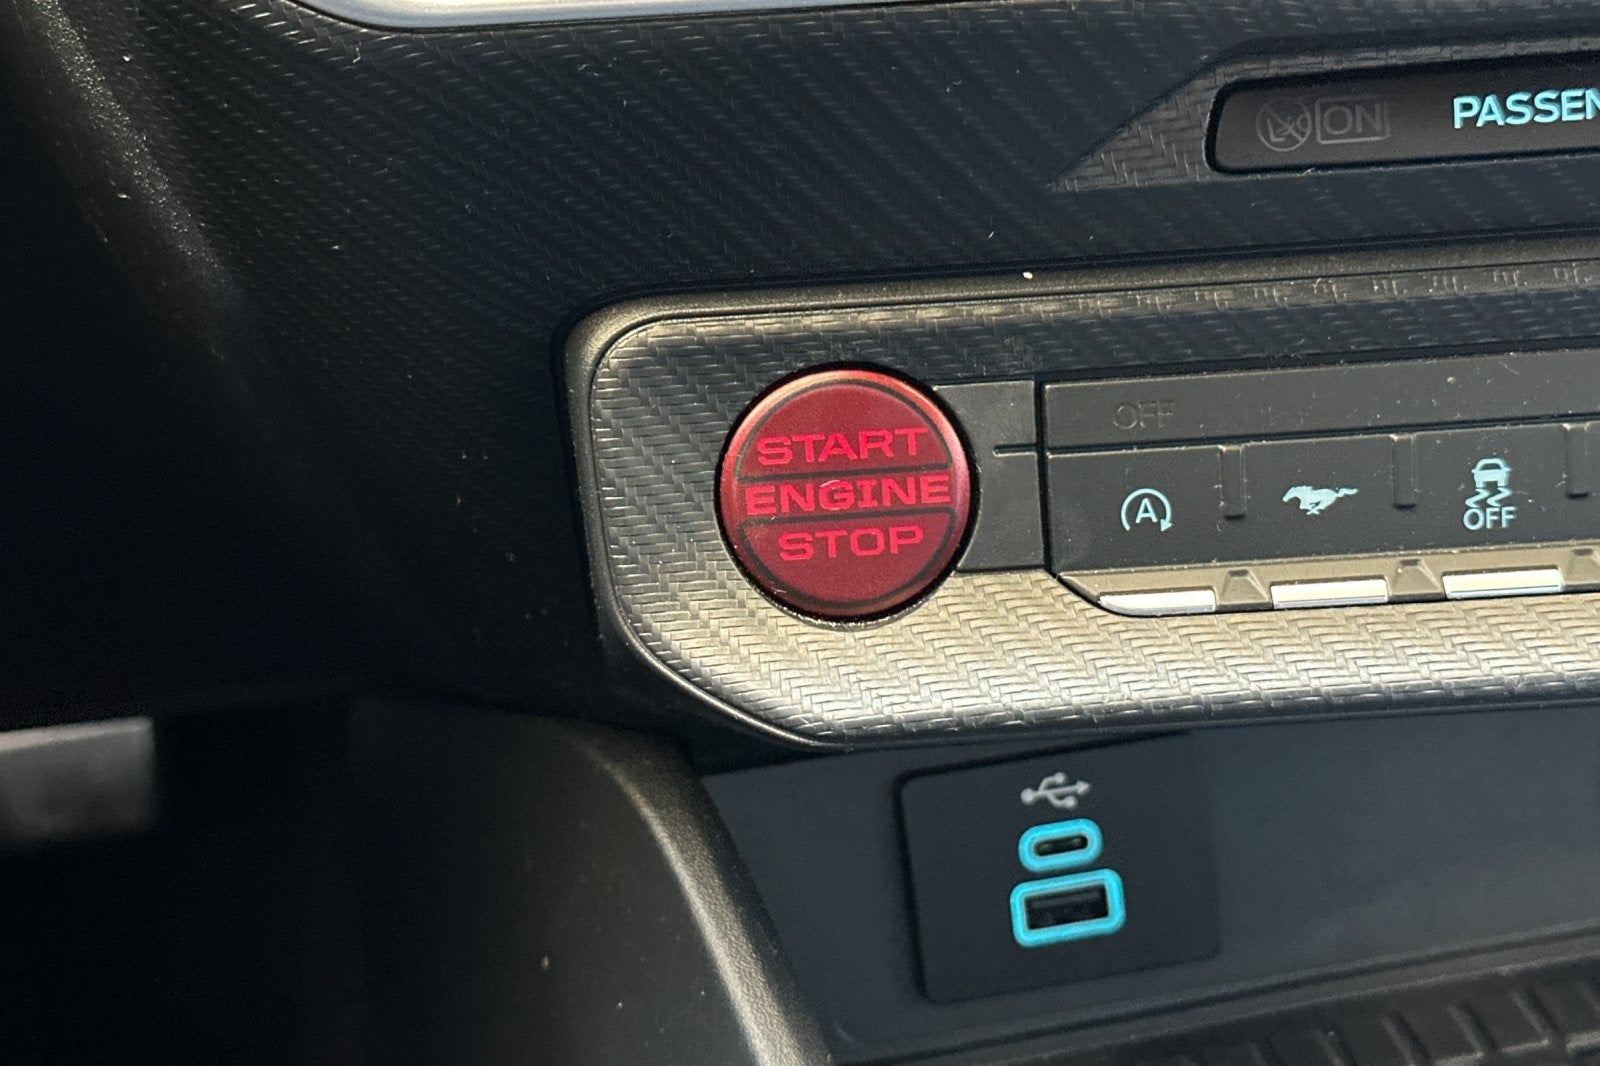 ON PASSEN
START
ENGINE
STOP
OFF
A
OFF